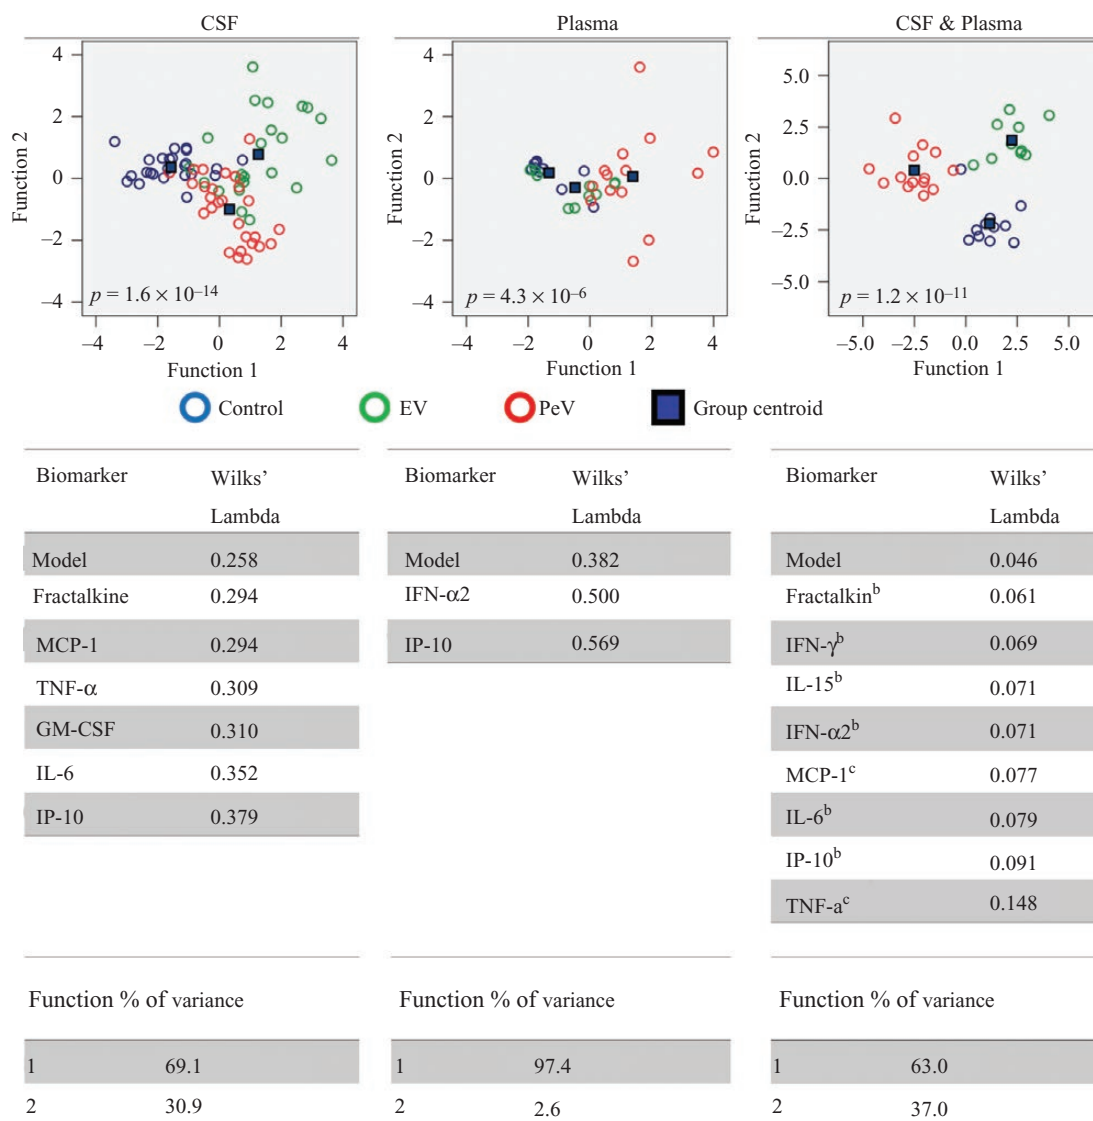 CSF
Plasma
CSF & Plasma
Function 2
4
2
0
–2
–4
p = 1.6 × 10–14
–4
–2
0
2
4
Function 1
Function 2
4
2
0
–2
–4
p = 4.3 × 10–6
–4
–2
0
2
4
Function 1
Function 2
5.0
2.5
0.0
–2.5
–5.0
p = 1.2 × 10–11
–5.0
–2.5
0.0
2.5
5.0
Function 1
Control
EV
PeV
Group centroid
Biomarker Wilks’
Lambda
Model 0.258
Fractalkine 0.294
MCP-1 0.294
TNF-α 0.309
GM-CSF 0.310
IL-6 0.352
IP-10 0.379
Biomarker Wilks’
Lambda
Model 0.382
IFN-α2 0.500
IP-10 0.569
Biomarker Wilks’
Lambda
Model 0.046
Fractalkinb 0.061
IFN-γb 0.069
IL-15b 0.071
IFN-α2b 0.071
MCP-1c 0.077
IL-6b 0.079
IP-10b 0.091
TNF-ac 0.148
Function % of variance
1 69.1
2 30.9
Function % of variance
1 97.4
2 2.6
Function % of variance
1 63.0
2 37.0